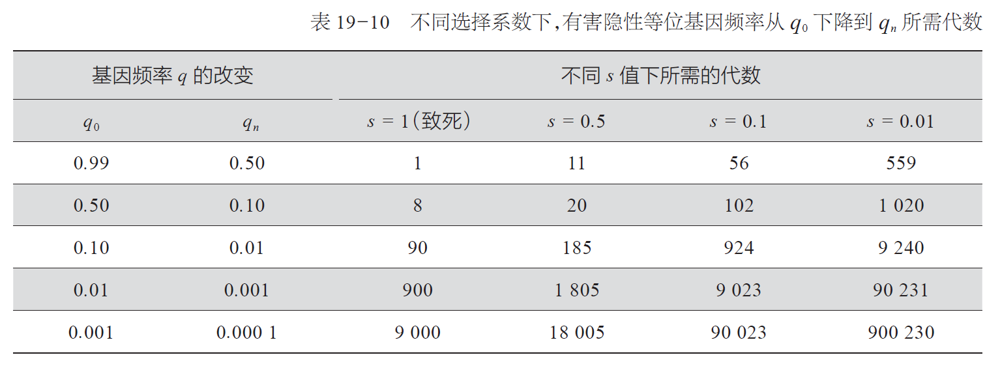 表 19-10 不同选择系数下,有害隐性等位基因频率从 q0 下降到 qn 所需代数
基因频率 q 的改变 不同 s 值下所需的代数
q0 qn s = 1(致死) s = 0.5 s = 0.1 s = 0.01
0.99 0.50 1 11 56 559
0.50 0.10 8 20 102 1 020
0.10 0.01 90 185 924 9 240
0.01 0.001 900 1 805 9 023 90 231
0.001 0.000 1 9 000 18 005 90 023 900 230